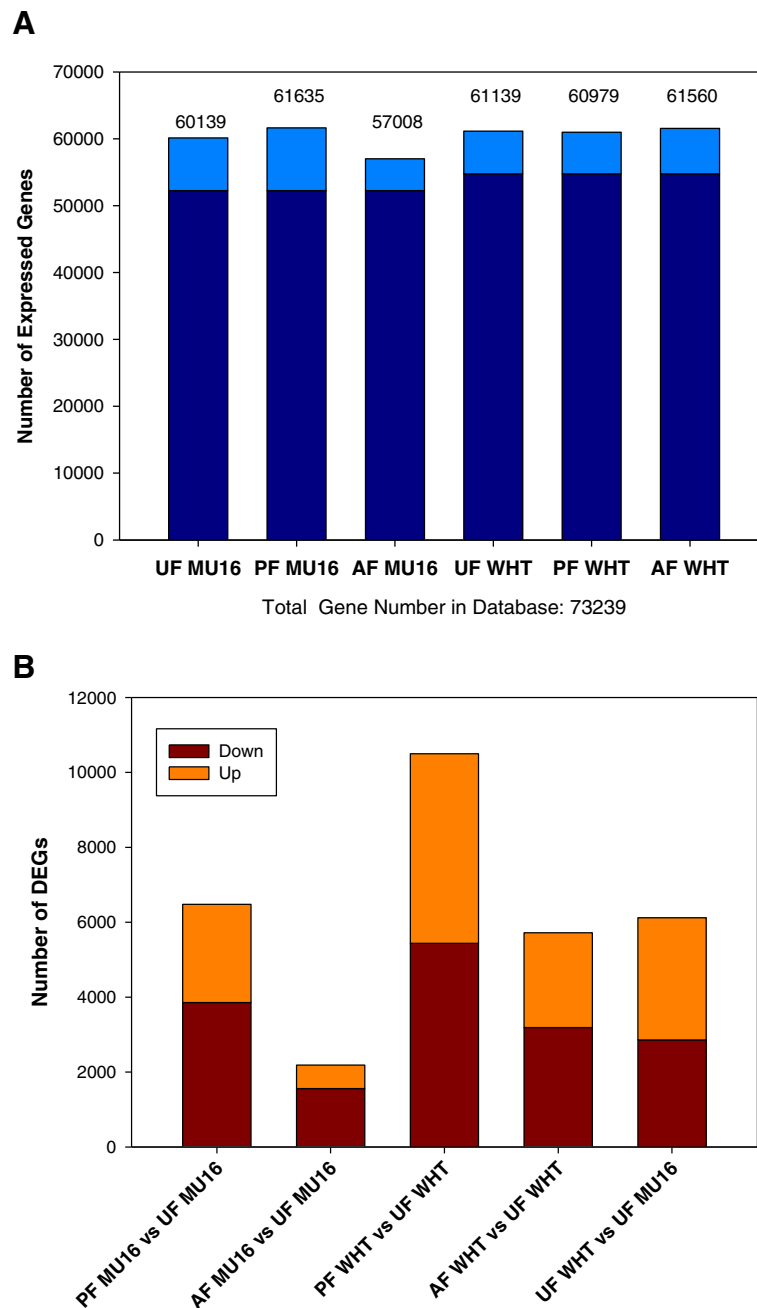 A
Number of Expressed Genes
70000
60000
50000
40000
30000
20000
10000
0
60139
61635
57008
61139
60979
61560
UF MU16
PF MU16
AF MU16
UF WHT
PF WHT
AF WHT
Total Gene Number in Database: 73239
B
Number of DEGs
12000
10000
8000
6000
4000
2000
0
Down
Up
PF MU16 vs UF MU16
AF MU16 vs UF MU16
PF WHT vs UF WHT
AF WHT vs UF WHT
UF WHT vs UF MU16